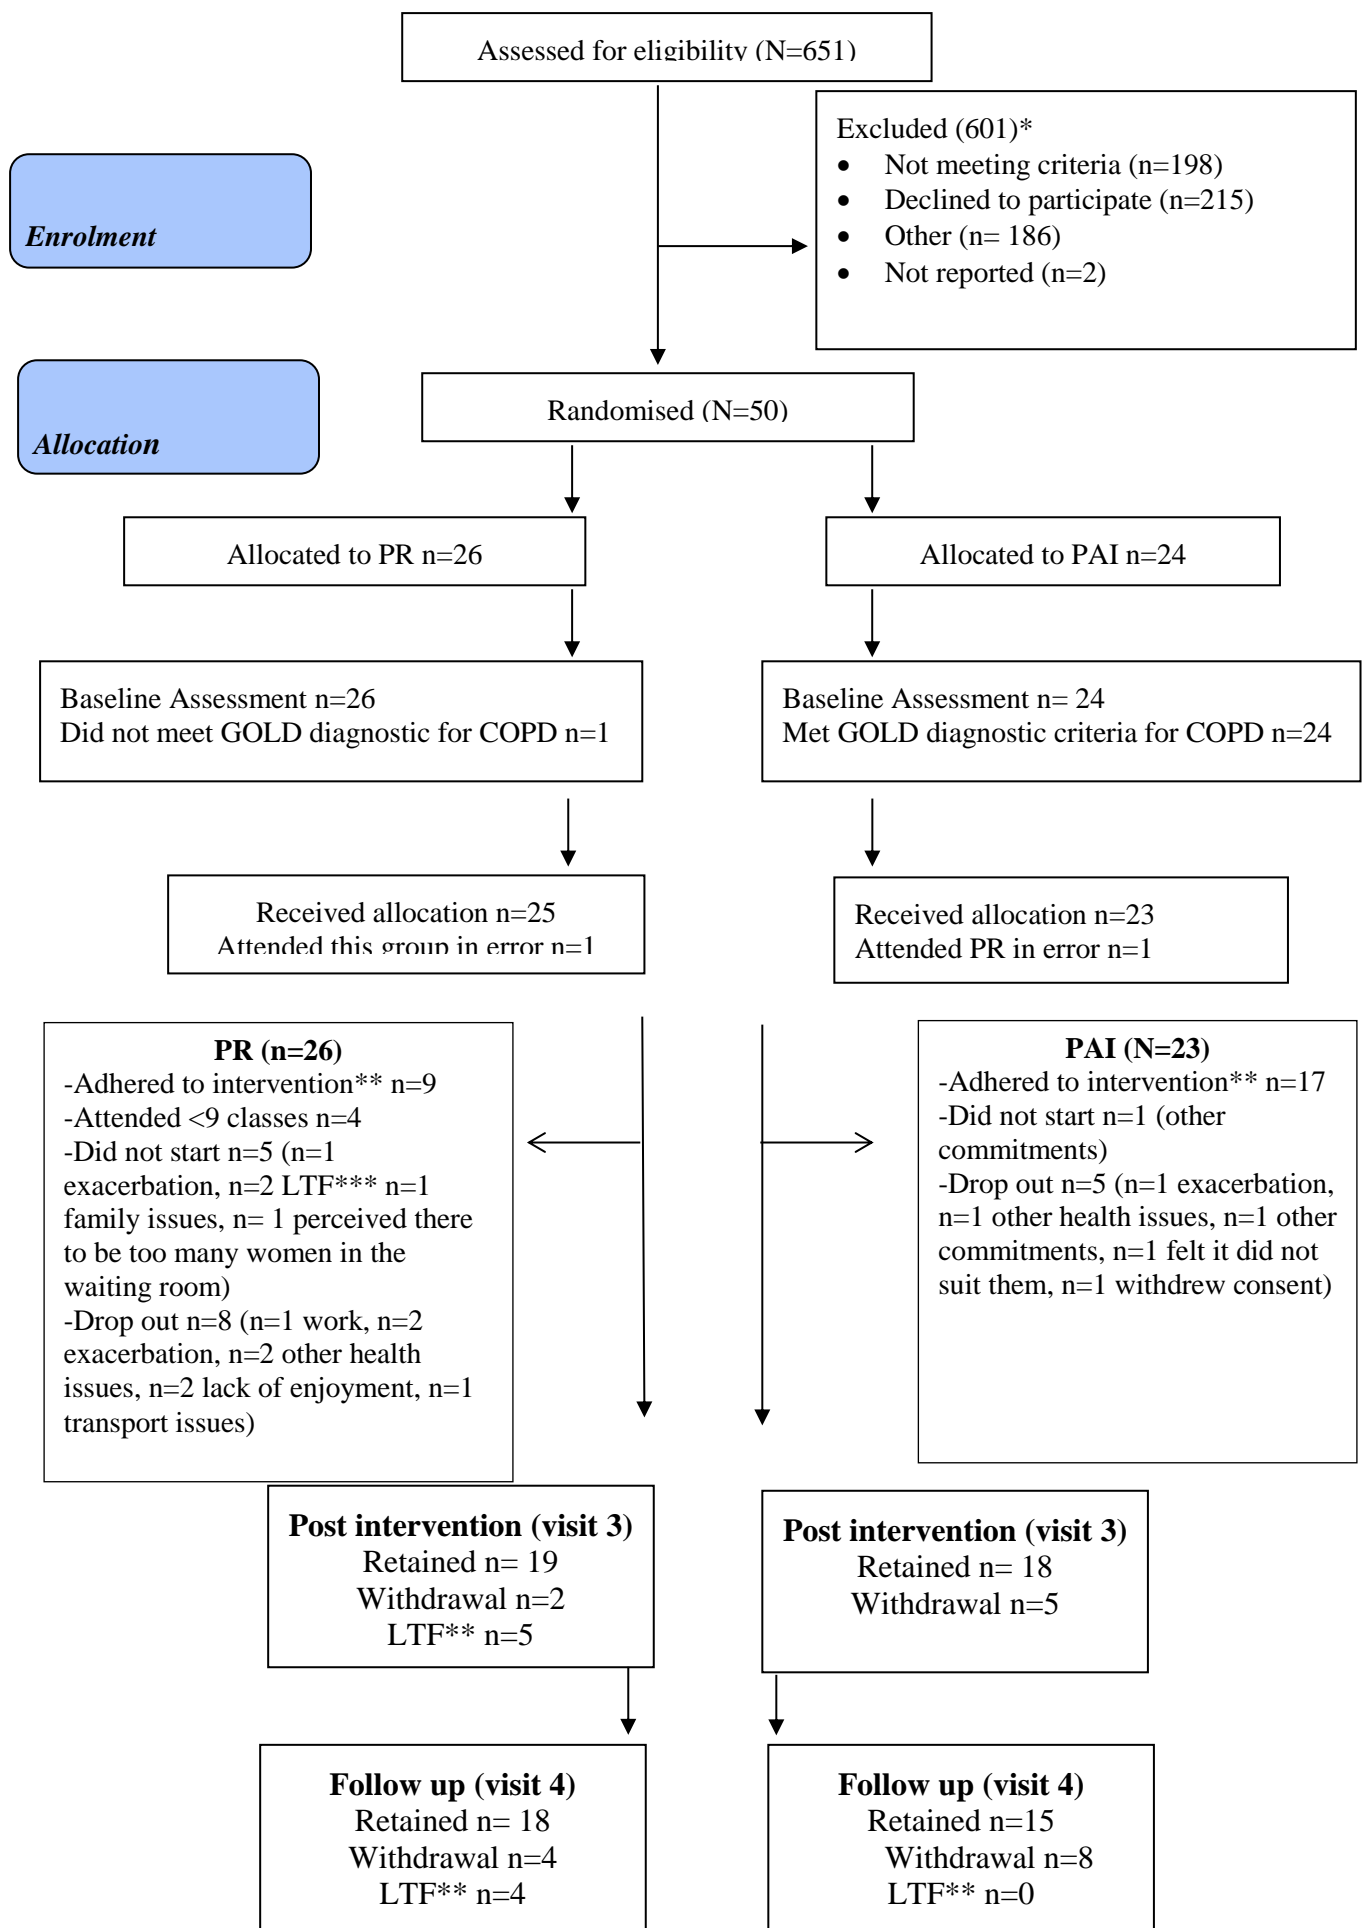 Assessed for eligibility (N=651)
Excluded (601)*
• Not meeting criteria (n=198)
• Declined to participate (n=215)
• Other (n= 186)
• Not reported (n=2)
Enrolment
Randomised (N=50)
Allocation
Allocated to PR n=26
Allocated to PAI n=24
Baseline Assessment n=26
Did not meet GOLD diagnostic for COPD n=1
Baseline Assessment n= 24
Met GOLD diagnostic criteria for COPD n=24
Received allocation n=25
Attended this group in error n=1
Received allocation n=23
Attended PR in error n=1
PR (n=26)
-Adhered to intervention** n=9
-Attended <9 classes n=4
-Did not start n=5 (n=1
exacerbation, n=2 LTF*** n=1
family issues, n= 1 perceived there
to be too many women in the
waiting room)
-Drop out n=8 (n=1 work, n=2
exacerbation, n=2 other health
issues, n=2 lack of enjoyment, n=1
transport issues)
PAI (N=23)
-Adhered to intervention** n=17
-Did not start n=1 (other
commitments)
-Drop out n=5 (n=1 exacerbation,
n=1 other health issues, n=1 other
commitments, n=1 felt it did not
suit them, n=1 withdrew consent)
Post intervention (visit 3)
Retained n= 19
Withdrawal n=2
LTF** n=5
Post intervention (visit 3)
Retained n= 18
Withdrawal n=5
Follow up (visit 4)
Retained n= 18
Withdrawal n=4
LTF** n=4
Follow up (visit 4)
Retained n=15
Withdrawal n=8
LTF** n=0